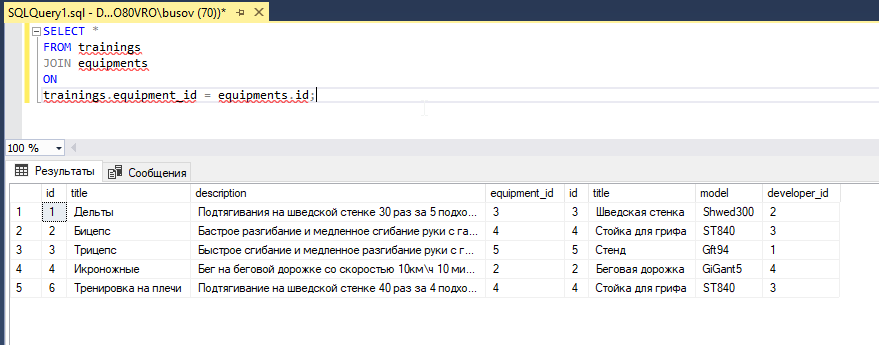 SQLQuery1.sql - D...O80VRO\busov (70))*
SELECT *
FROM trainings
JOIN equipments
ON
trainings.equipment_id = equipments.id;
100 %
Результаты Сообщения
id title description equipment_id id title model developer_id
1 1 Дельты Подтягивания на шведской стенке 30 раз за 5 подхо... 3 3 Шведская стенка Shwed300 2
2 2 Бицепс Бастрое разгибание и медленное сгибание руки с га... 4 4 Стойка для грифа ST840 3
3 3 Трицепс Быстрое сгибание и медленное разгибание руки с г... 5 5 Стенд Gft94 1
4 4 Икроножные Бег на беговой дорожке со скоростью 10км\ч 10 ми... 2 2 Беговая дорожка GiGant5 4
5 6 Тренировка на плечи Подтягивание на шведской стенке 40 раз за 4 подхо... 4 4 Стойка для грифа ST840 3